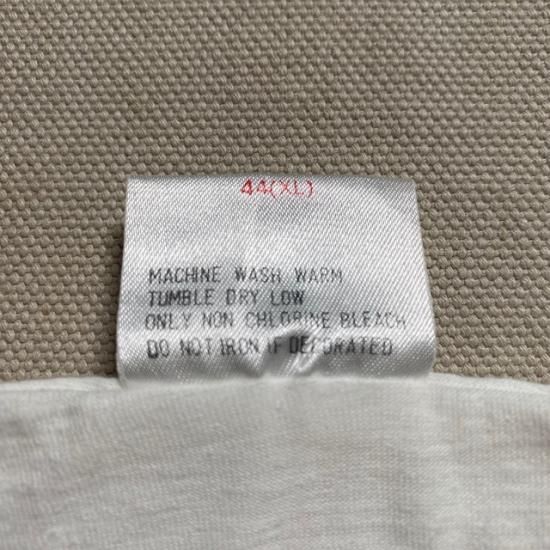 44(XL)
MACHINE WASH WARM
TUMBLE DRY LOW
ONLY NON CHLORINE BLEACH
DO NOT IRON IF DECORATED